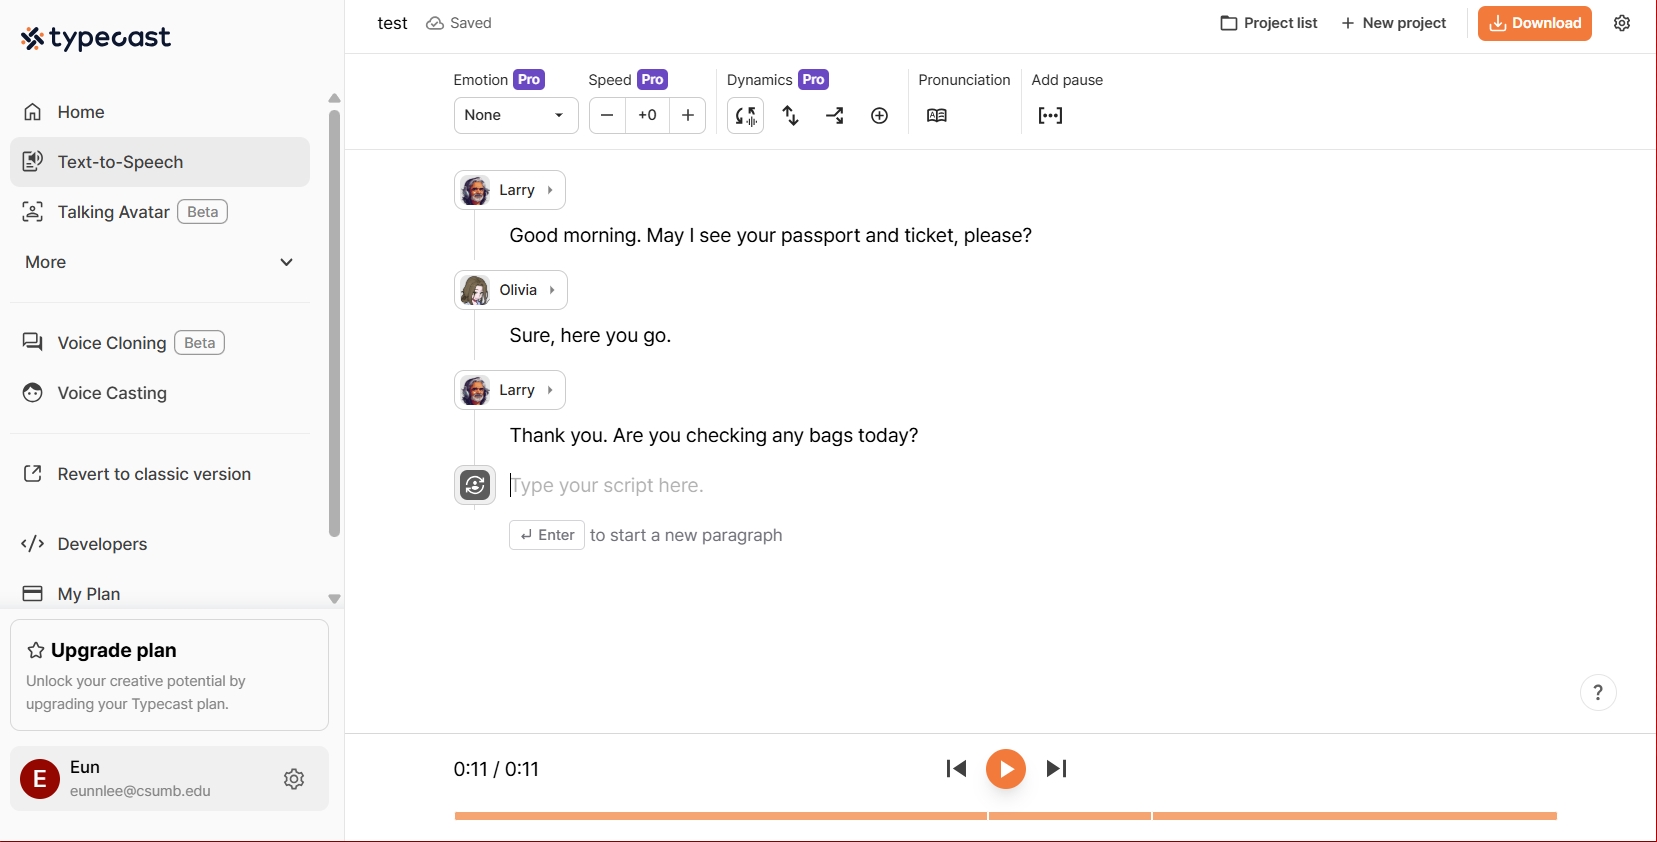 typecast
test
Saved
Project list
New project
Download
Home
Text-to-Speech
Talking Avatar Beta
More
Voice Cloning Beta
Voice Casting
Revert to classic version
Developers
My Plan
Upgrade plan
Unlock your creative potential by
upgrading your Typecast plan.
E
Eun
eunnlee@csumb.edu
Emotion Pro
Speed Pro
Dynamics Pro
Pronunciation
Add pause
None
− +0 +
Larry
Good morning. May I see your passport and ticket, please?
Olivia
Sure, here you go.
Larry
Thank you. Are you checking any bags today?
Type your script here.
↵ Enter to start a new paragraph
?
0:11 / 0:11